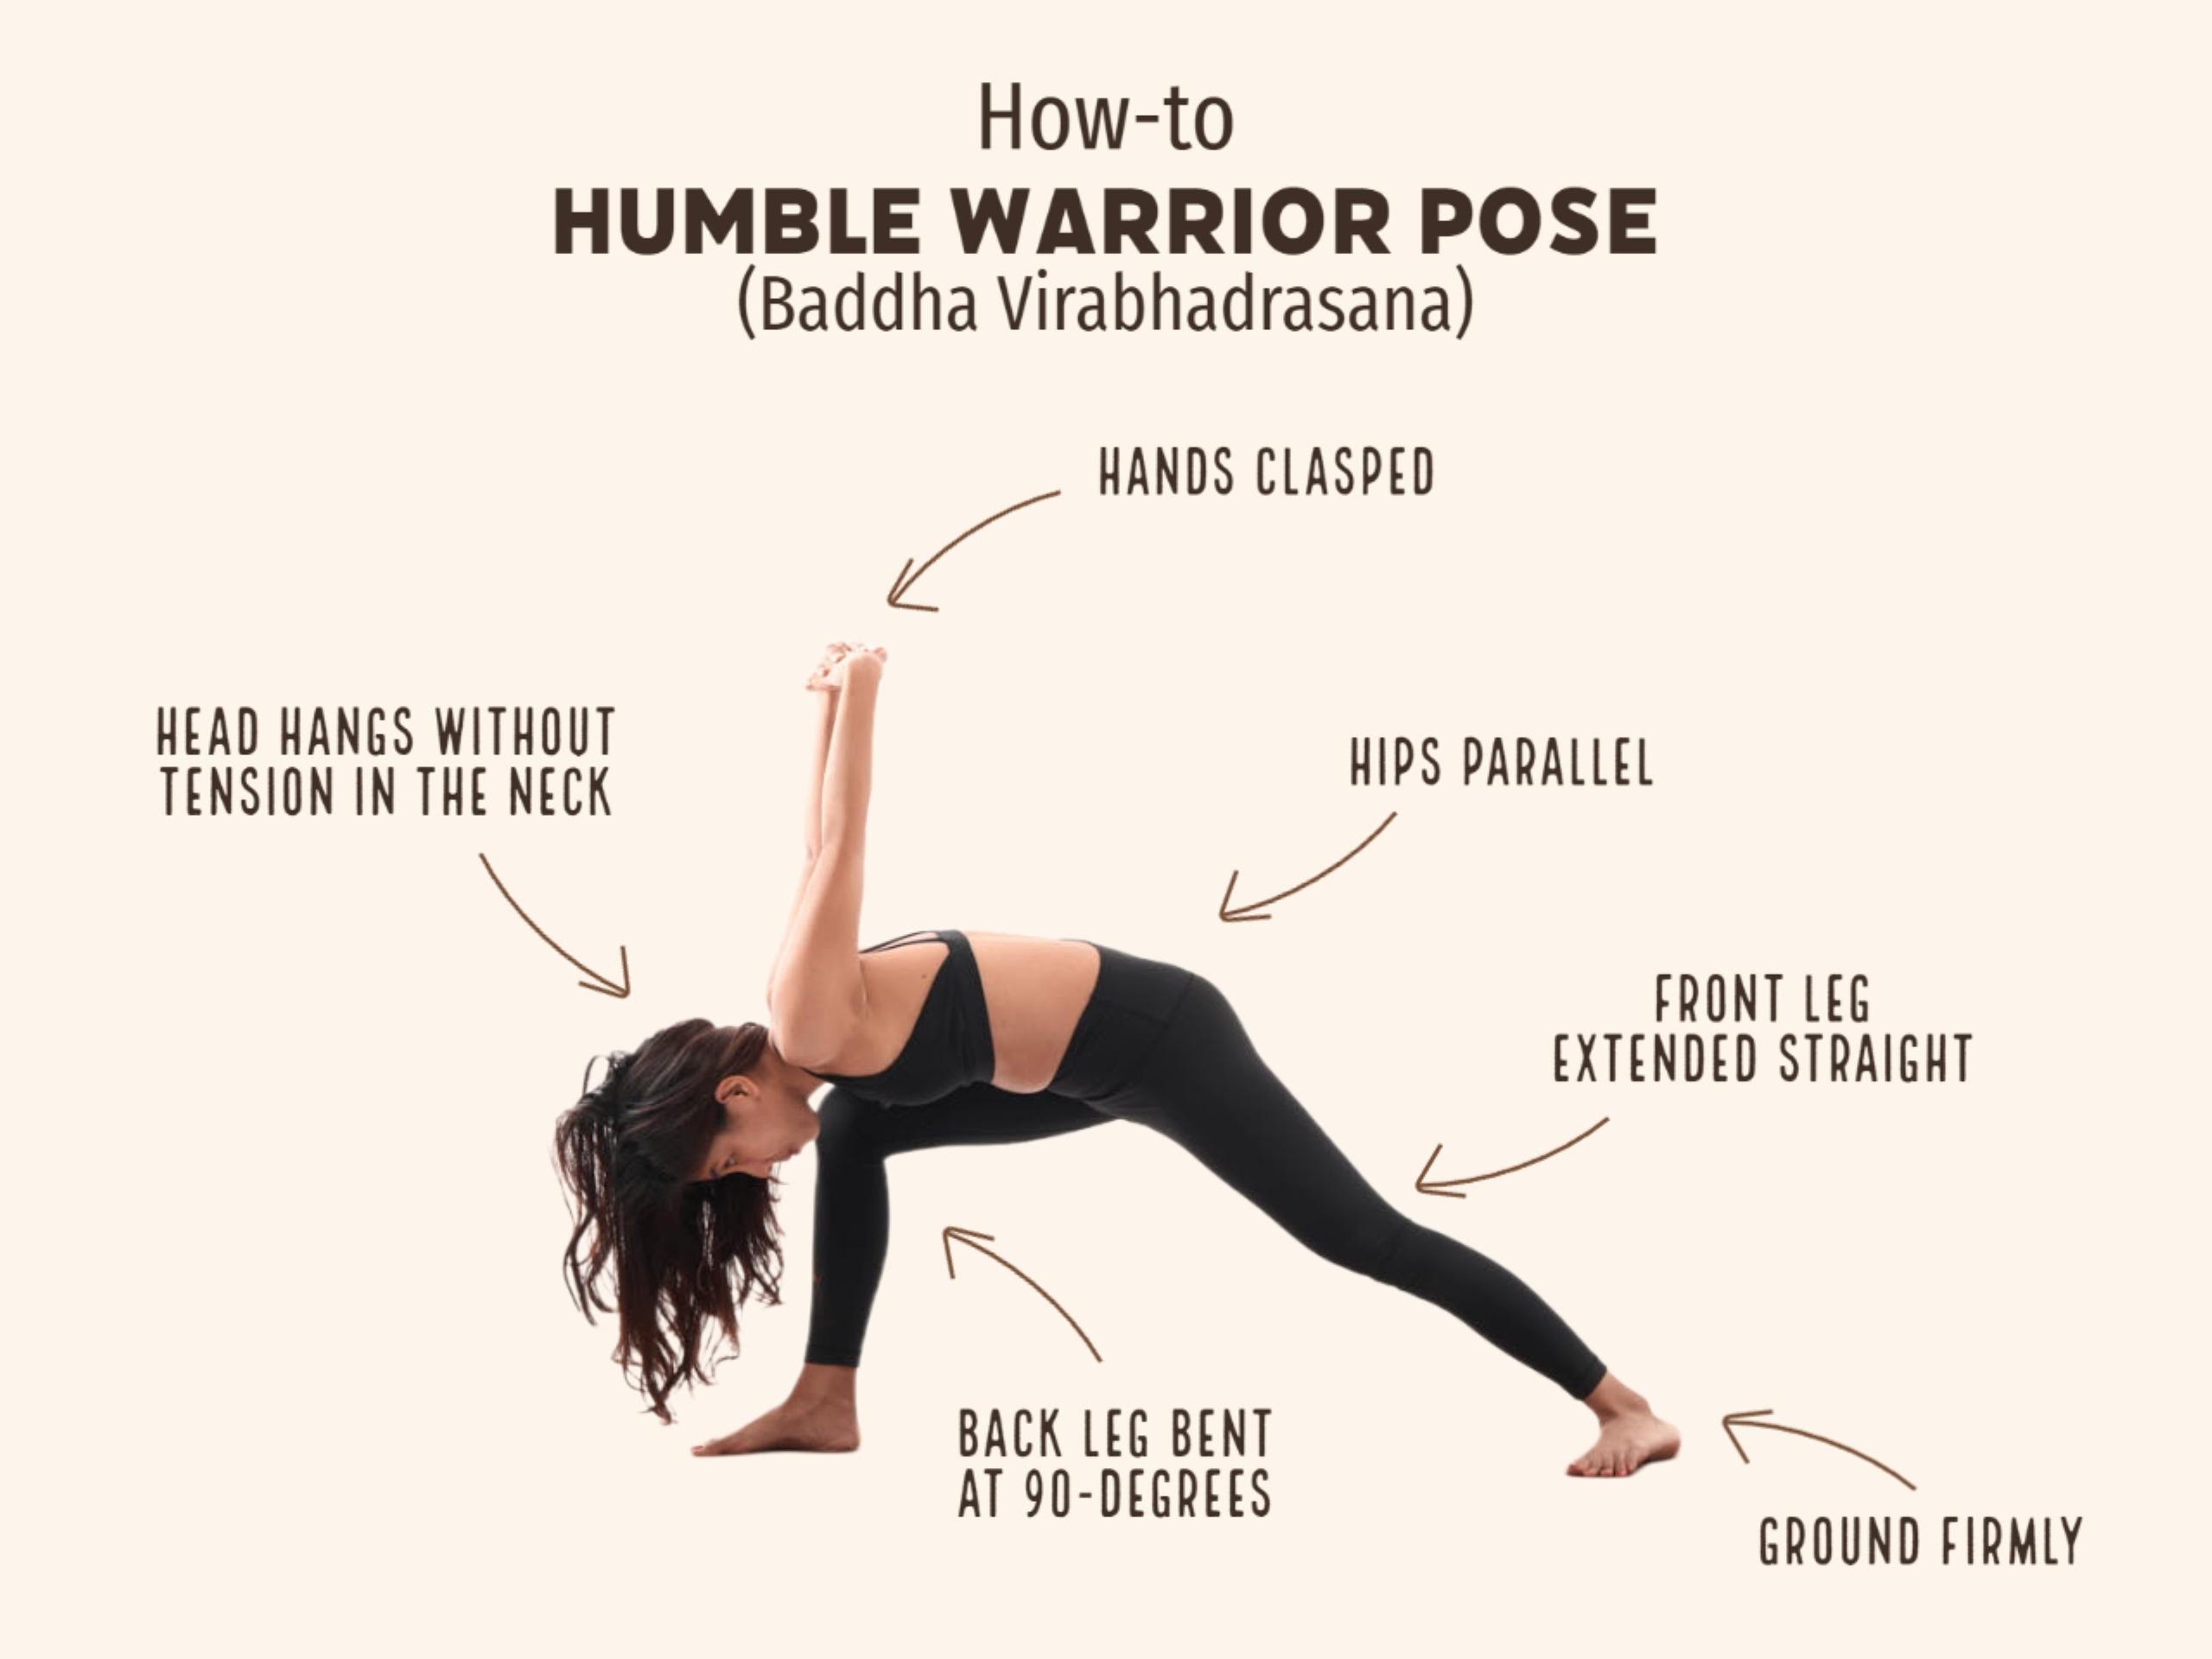 How-to
HUMBLE WARRIOR POSE
(Baddha Virabhadrasana)
HANDS CLASPED
HEAD HANGS WITHOUT
TENSION IN THE NECK
HIPS PARALLEL
FRONT LEG
EXTENDED STRAIGHT
BACK LEG BENT
AT 90-DEGREES
GROUND FIRMLY